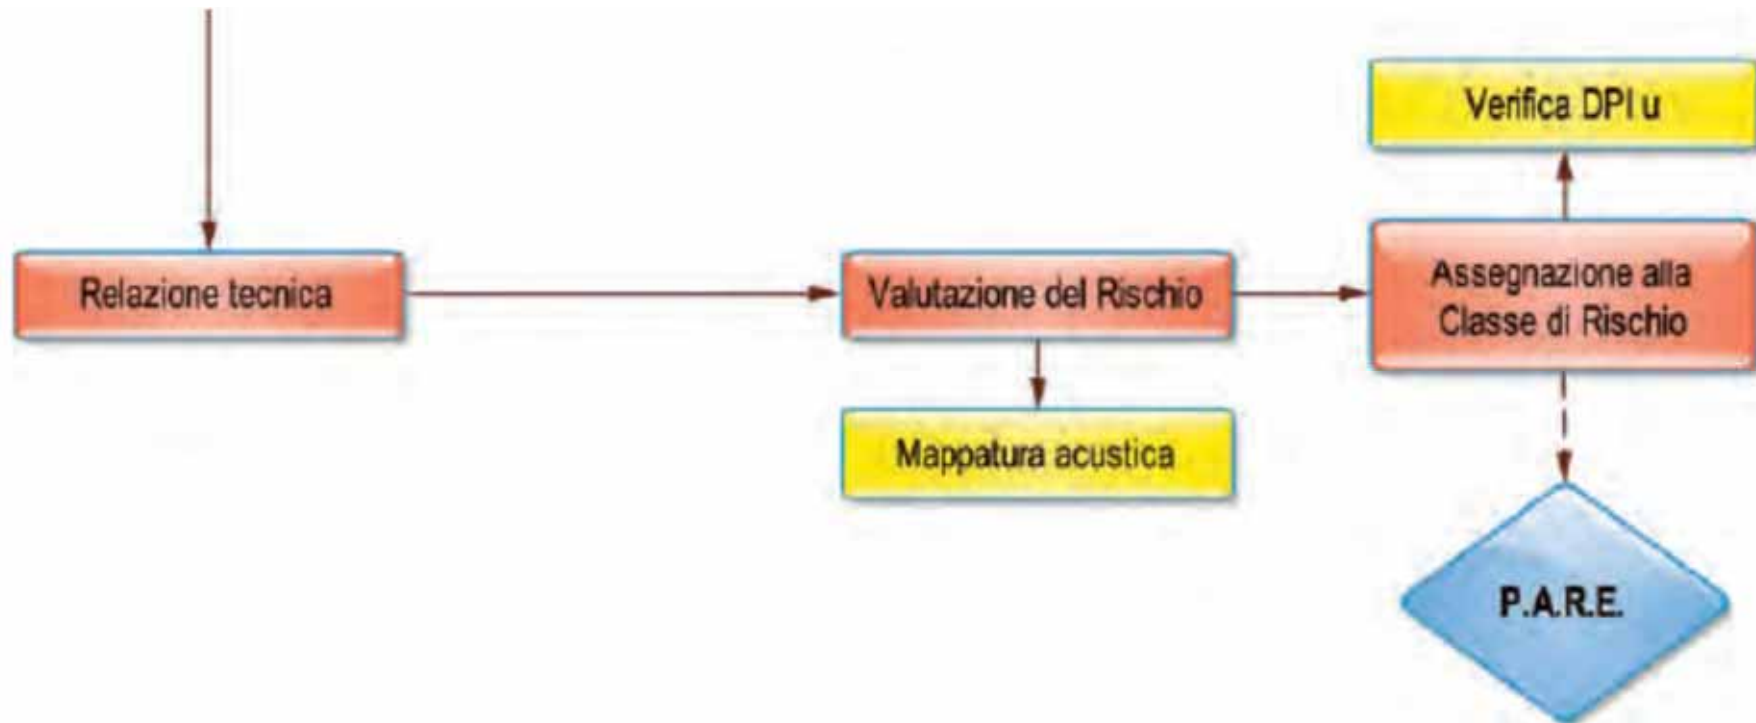 Verifica DPI u
Relazione tecnica
Valutazione del Rischio
Assegnazione alla
Classe di Rischio
Mappatura acustica
P.A.R.E.